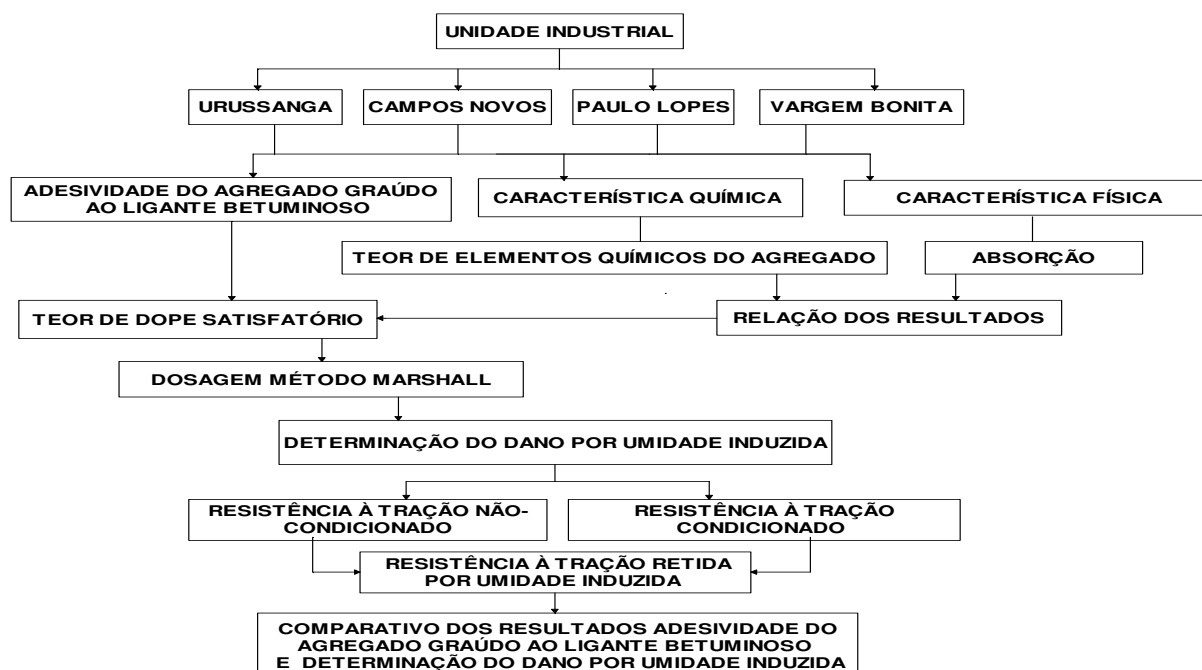 UNIDADE INDUSTRIAL
URUSSANGA
CAMPOS NOVOS
PAULO LOPES
VARGEM BONITA
ADESIVIDADE DO AGREGADO GRAÚDO
AO LIGANTE BETUMINOSO
CARACTERÍSTICA QUÍMICA
CARACTERÍSTICA FÍSICA
TEOR DE ELEMENTOS QUÍMICOS DO AGREGADO
ABSORÇÃO
TEOR DE DOPE SATISFATÓRIO
RELAÇÃO DOS RESULTADOS
DOSAGEM MÉTODO MARSHALL
DETERMINAÇÃO DO DANO POR UMIDADE INDUZIDA
RESISTÊNCIA À TRAÇÃO NÃO-
CONDICIONADO
RESISTÊNCIA À TRAÇÃO
CONDICIONADO
RESISTÊNCIA À TRAÇÃO RETIDA
POR UMIDADE INDUZIDA
COMPARATIVO DOS RESULTADOS ADESIVIDADE DO
AGREGADO GRAÚDO AO LIGANTE BETUMINOSO
E DETERMINAÇÃO DO DANO POR UMIDADE INDUZIDA